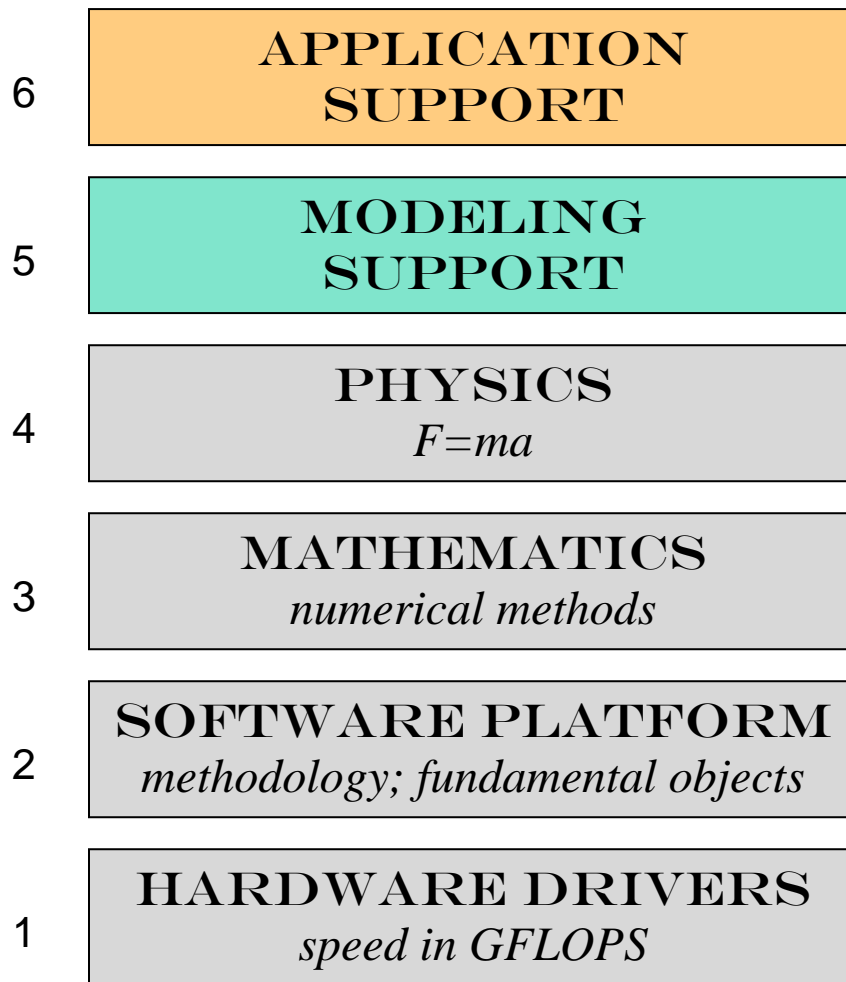 6
APPLICATION
SUPPORT
5
MODELING
SUPPORT
4
PHYSICS
F=ma
3
MATHEMATICS
numerical methods
2
SOFTWARE PLATFORM
methodology; fundamental objects
1
HARDWARE DRIVERS
speed in GFLOPS